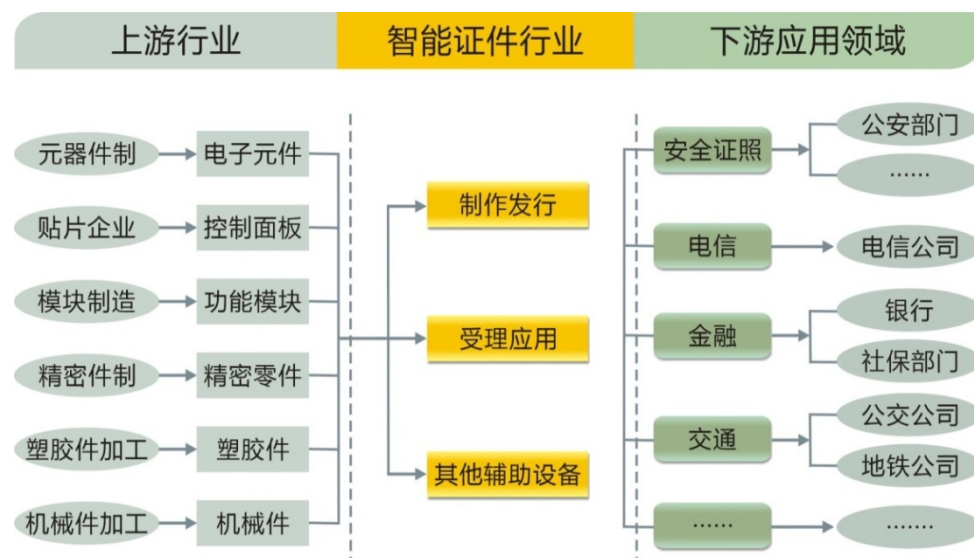 上游行业
智能证件行业
下游应用领域
元器件制
电子元件
贴片企业
控制面板
模块制造
功能模块
精密件制
精密零件
塑胶件加工
塑胶件
机械件加工
机械件
制作发行
受理应用
其他辅助设备
安全证照
公安部门
……
电信
电信公司
金融
银行
社保部门
交通
公交公司
地铁公司
……
…….